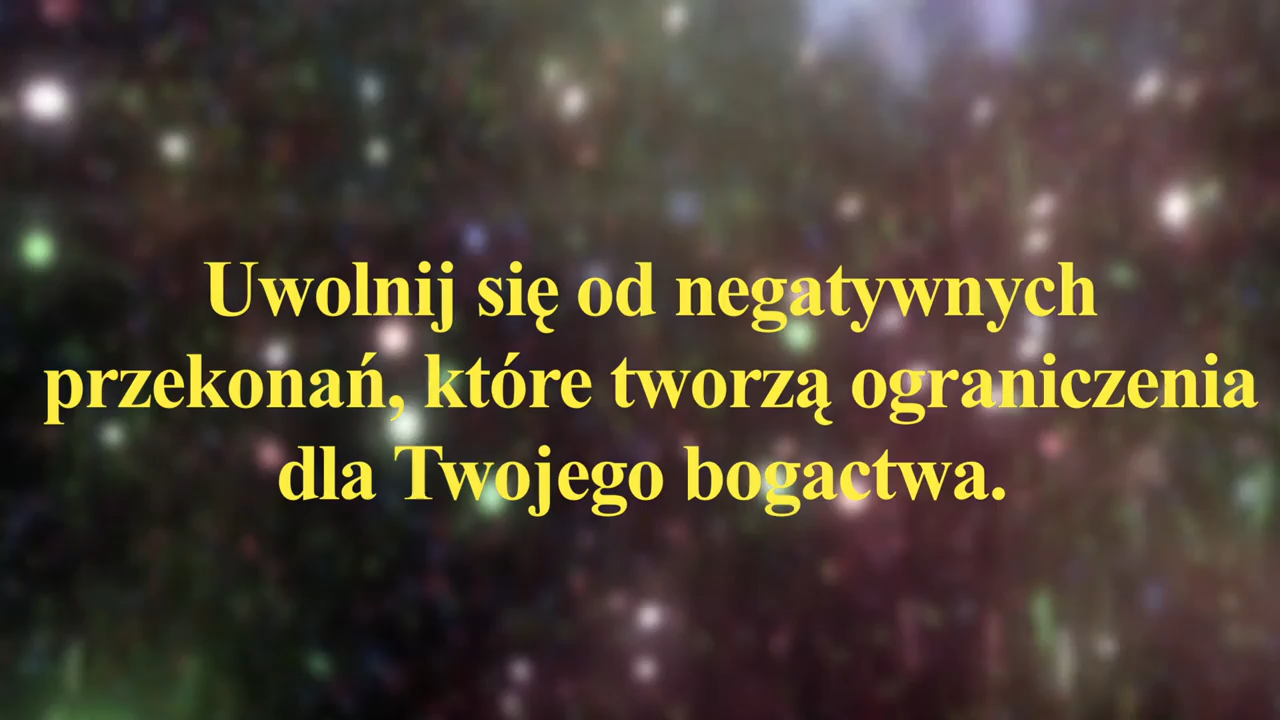 Uwolnij się od negatywnych
przekonań, które tworzą ograniczenia
dla Twojego bogactwa.